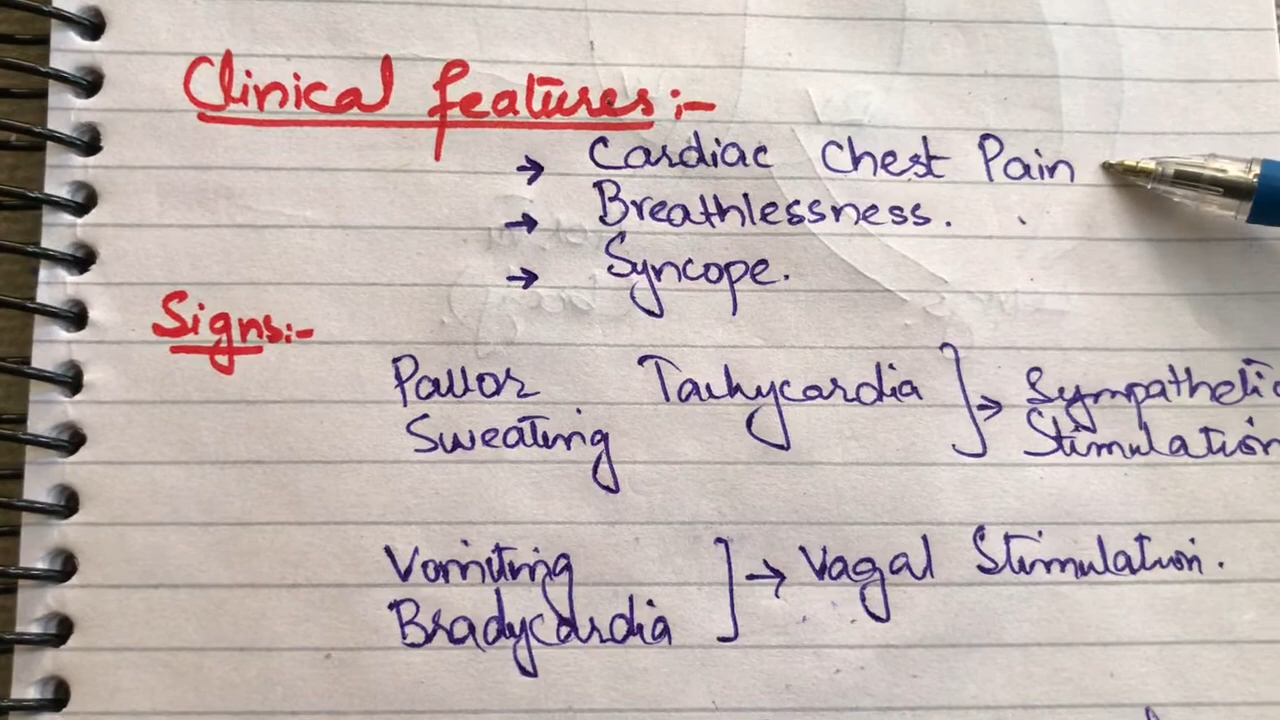 Clinical features:-
→ Cardiac Chest Pain
→ Breathlessness.
→ Syncope.
Signs:-
Pallor Tachycardia ] → Sympathetic
Sweating Stimulation
Vomiting ] → Vagal Stimulation.
Bradycardia